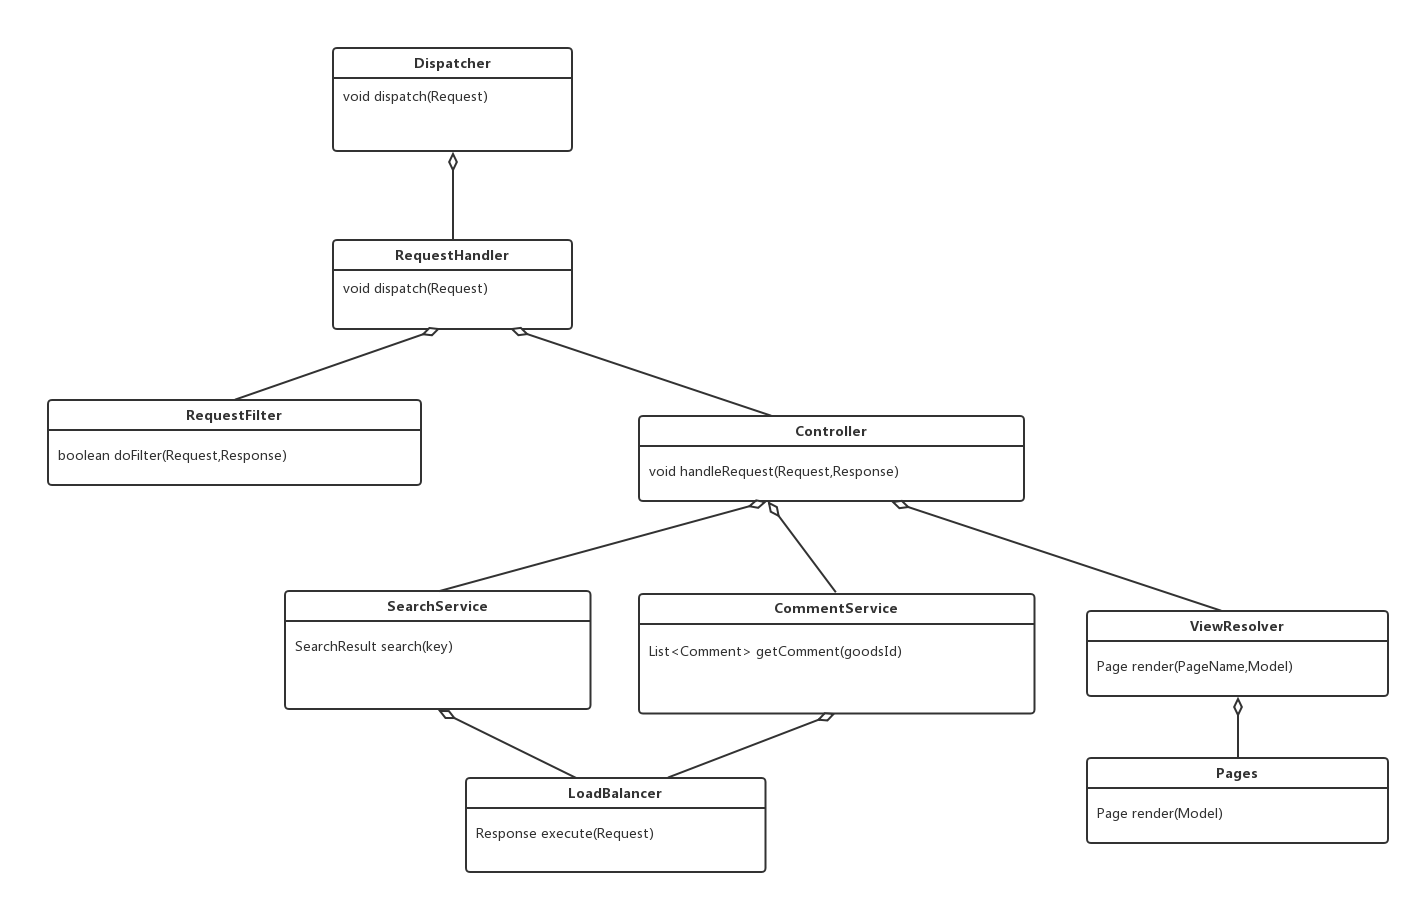 Dispatcher
void dispatch(Request)
RequestHandler
void dispatch(Request)
RequestFilter
boolean doFilter(Request,Response)
Controller
void handleRequest(Request,Response)
SearchService
SearchResult search(key)
CommentService
List<Comment> getComment(goodsId)
ViewResolver
Page render(PageName,Model)
LoadBalancer
Response execute(Request)
Pages
Page render(Model)